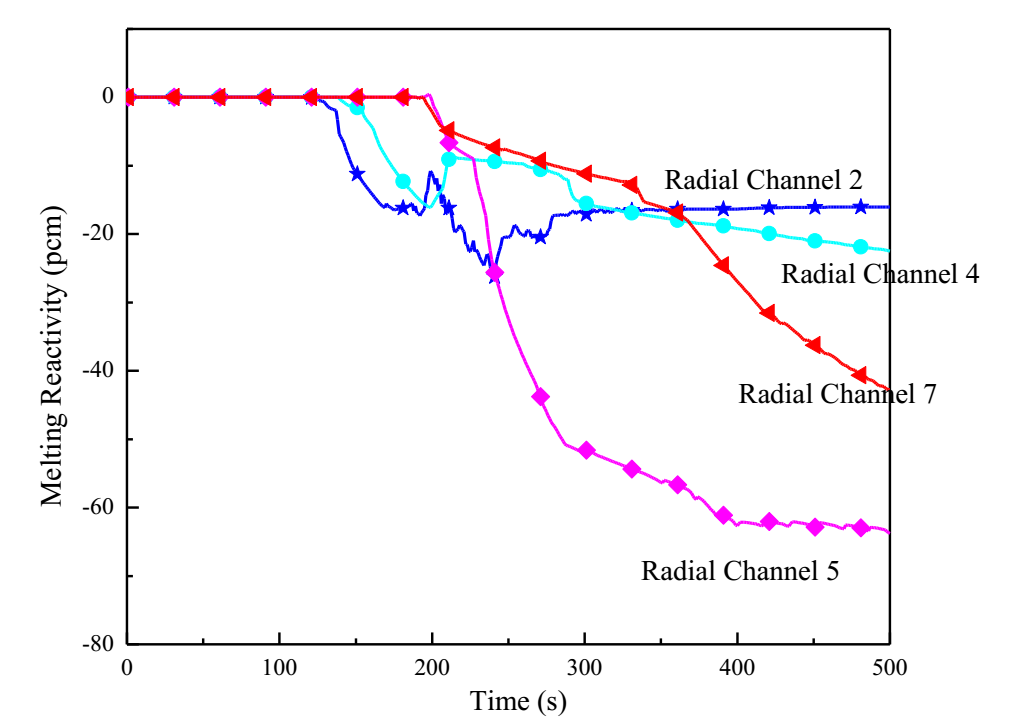 0
-20
-40
-60
-80
Melting Reactivity (pcm)
Radial Channel 2
Radial Channel 4
Radial Channel 7
Radial Channel 5
0 100 200 300 400 500
Time (s)